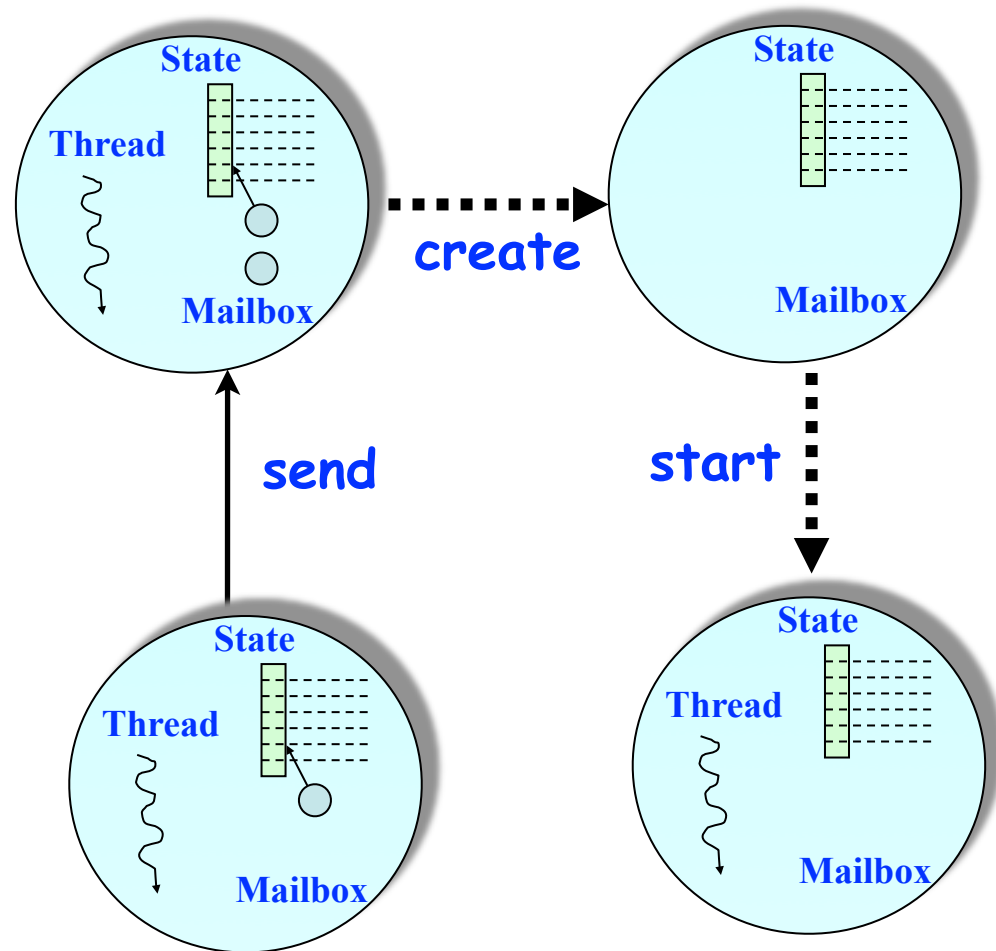 State
Thread
Mailbox
create
State
Mailbox
send
start
State
Thread
Mailbox
State
Thread
Mailbox